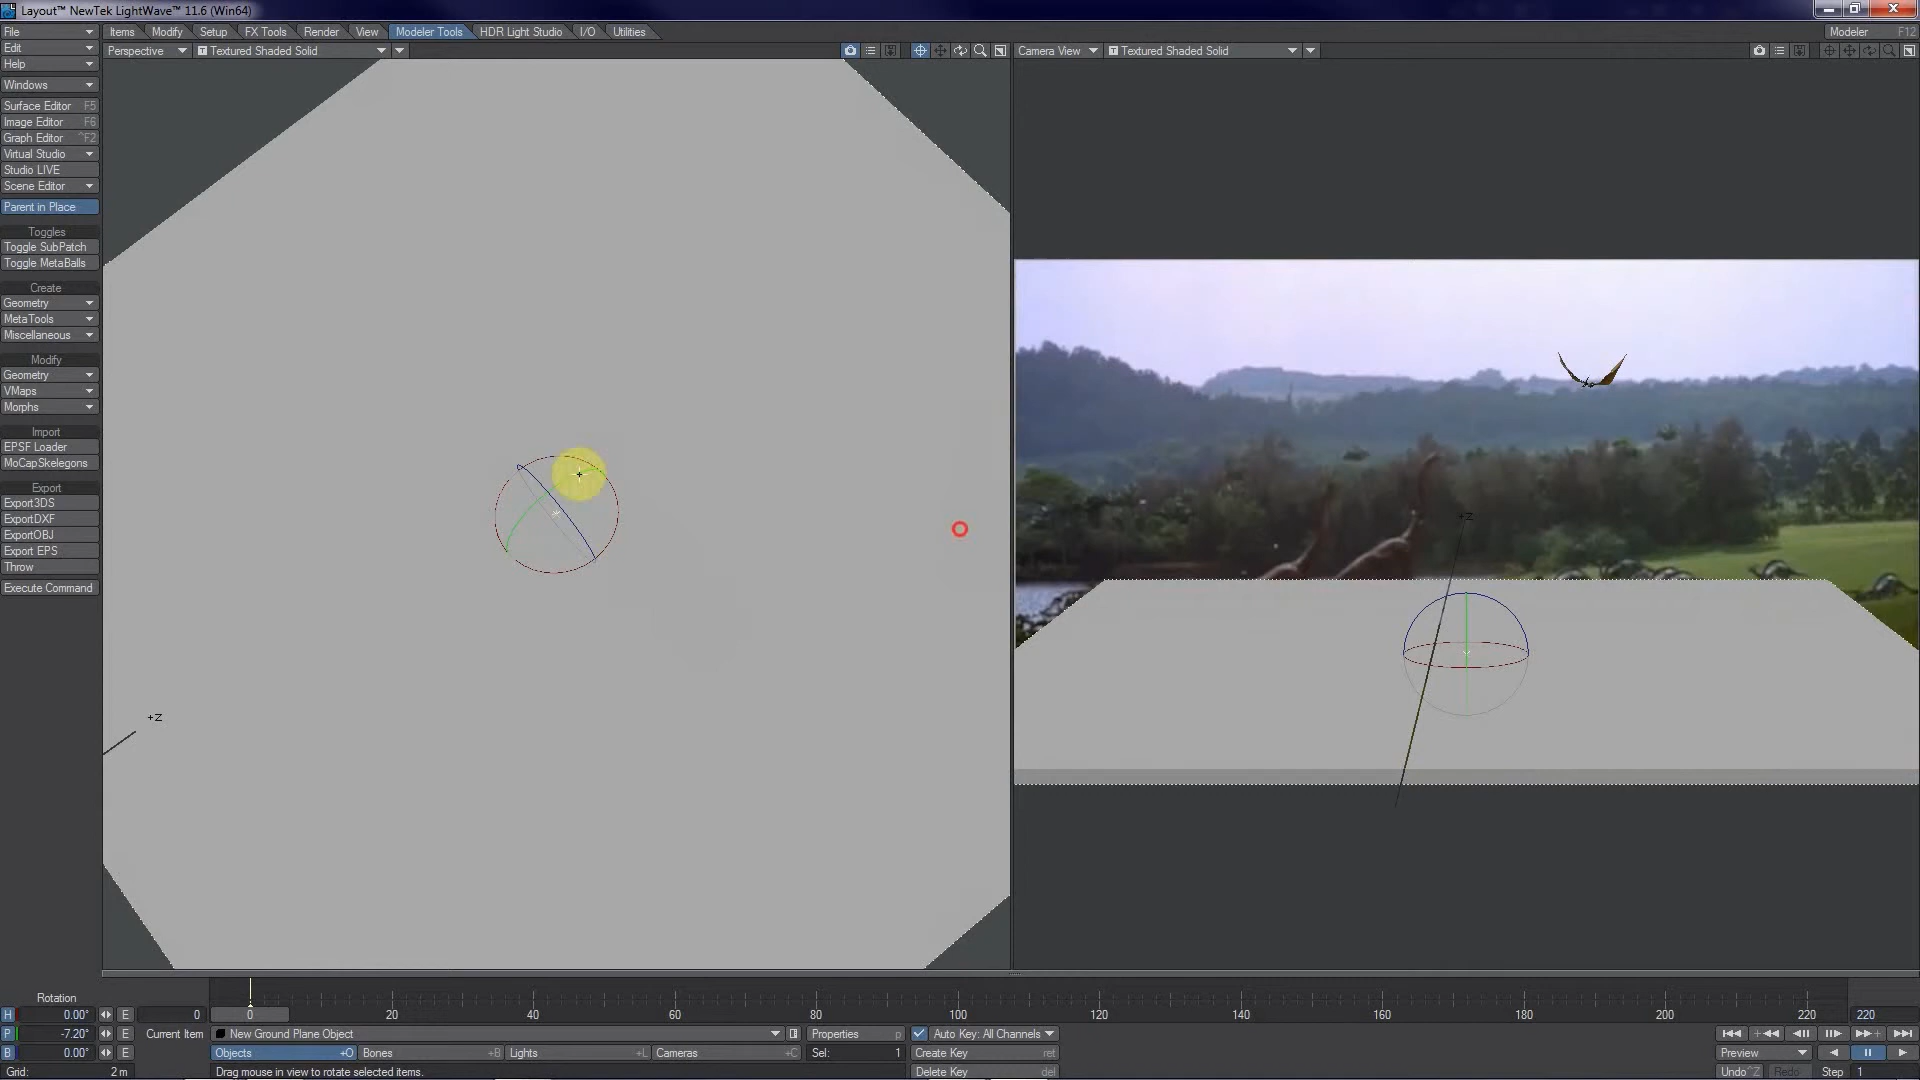 Layout™ NewTek LightWave™ 11.6 (Win64)
File Items Modify Setup FX Tools Render View Modeler Tools HDR Light Studio I/O Utilities Modeler F12
Edit Perspective Textured Shaded Solid Camera View Textured Shaded Solid
Help
Windows
Surface Editor F5
Image Editor F6
Graph Editor ^F2
Virtual Studio
Studio LIVE
Scene Editor
Parent in Place
Toggles
Toggle SubPatch
Toggle MetaBalls
Create
Geometry
MetaTools
Miscellaneous
Modify
Geometry
VMaps
Morphs
Import
EPSF Loader
MoCapSkelegons
Export
Export3DS
ExportDXF
ExportOBJ
Export EPS
Throw
Execute Command
+Z
+Z
Rotation
H 0.00° E 0 0 20 40 60 80 100 120 140 160 180 200 220 220
P -7.20° E Current Item New Ground Plane Object Properties p Auto Key: All Channels
B 0.00° E Objects +O Bones +B Lights +L Cameras +C Sel: 1 Create Key ret Preview
Grid: 2 m Drag mouse in view to rotate selected items. Delete Key del Undo ^Z Redo Step 1